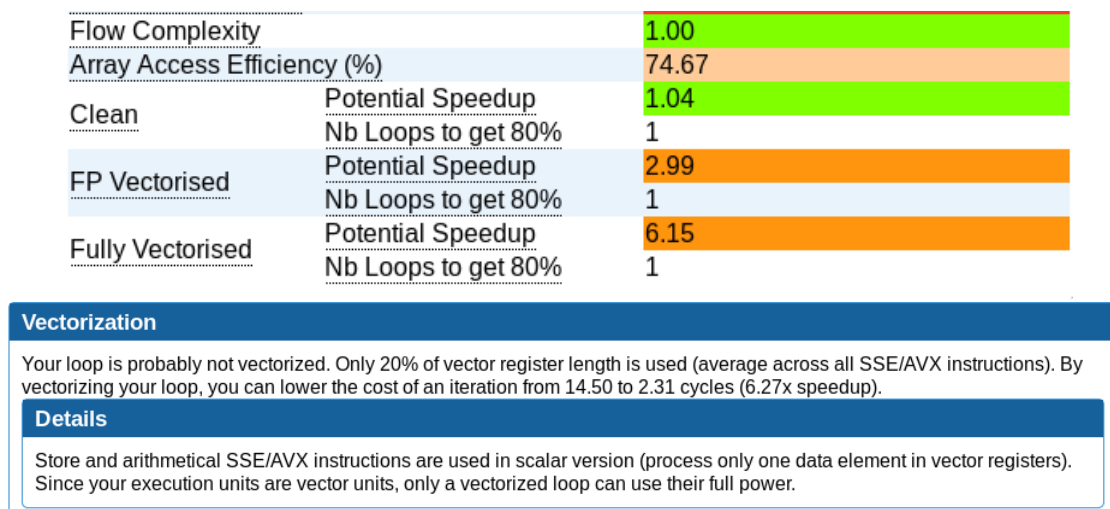 Flow Complexity 1.00
Array Access Efficiency (%) 74.67
Clean Potential Speedup 1.04
Nb Loops to get 80% 1
FP Vectorised Potential Speedup 2.99
Nb Loops to get 80% 1
Fully Vectorised Potential Speedup 6.15
Nb Loops to get 80% 1
Vectorization
Your loop is probably not vectorized. Only 20% of vector register length is used (average across all SSE/AVX instructions). By
vectorizing your loop, you can lower the cost of an iteration from 14.50 to 2.31 cycles (6.27x speedup).
Details
Store and arithmetical SSE/AVX instructions are used in scalar version (process only one data element in vector registers).
Since your execution units are vector units, only a vectorized loop can use their full power.